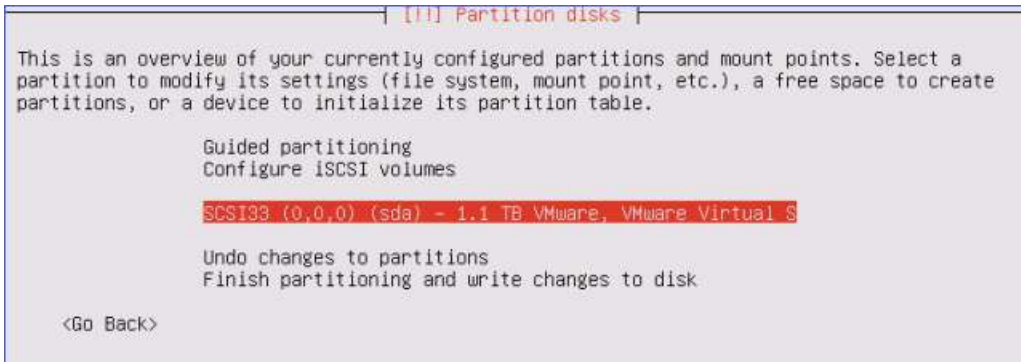 [!!] Partition disks
This is an overview of your currently configured partitions and mount points. Select a
partition to modify its settings (file system, mount point, etc.), a free space to create
partitions, or a device to initialize its partition table.
Guided partitioning
Configure iSCSI volumes
SCSI33 (0,0,0) (sda) - 1.1 TB VMware, VMware Virtual S
Undo changes to partitions
Finish partitioning and write changes to disk
<Go Back>